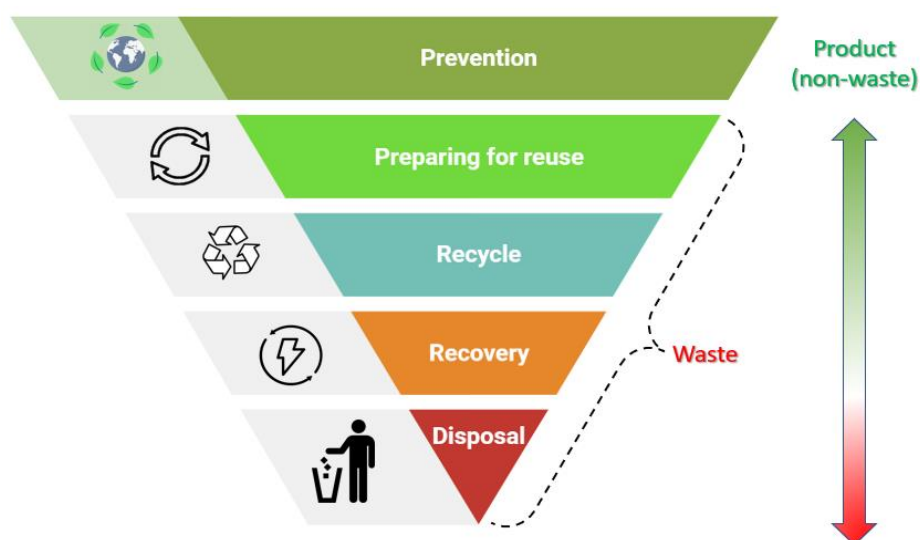 Prevention
Product
(non-waste)
Preparing for reuse
Recycle
Recovery
Waste
Disposal